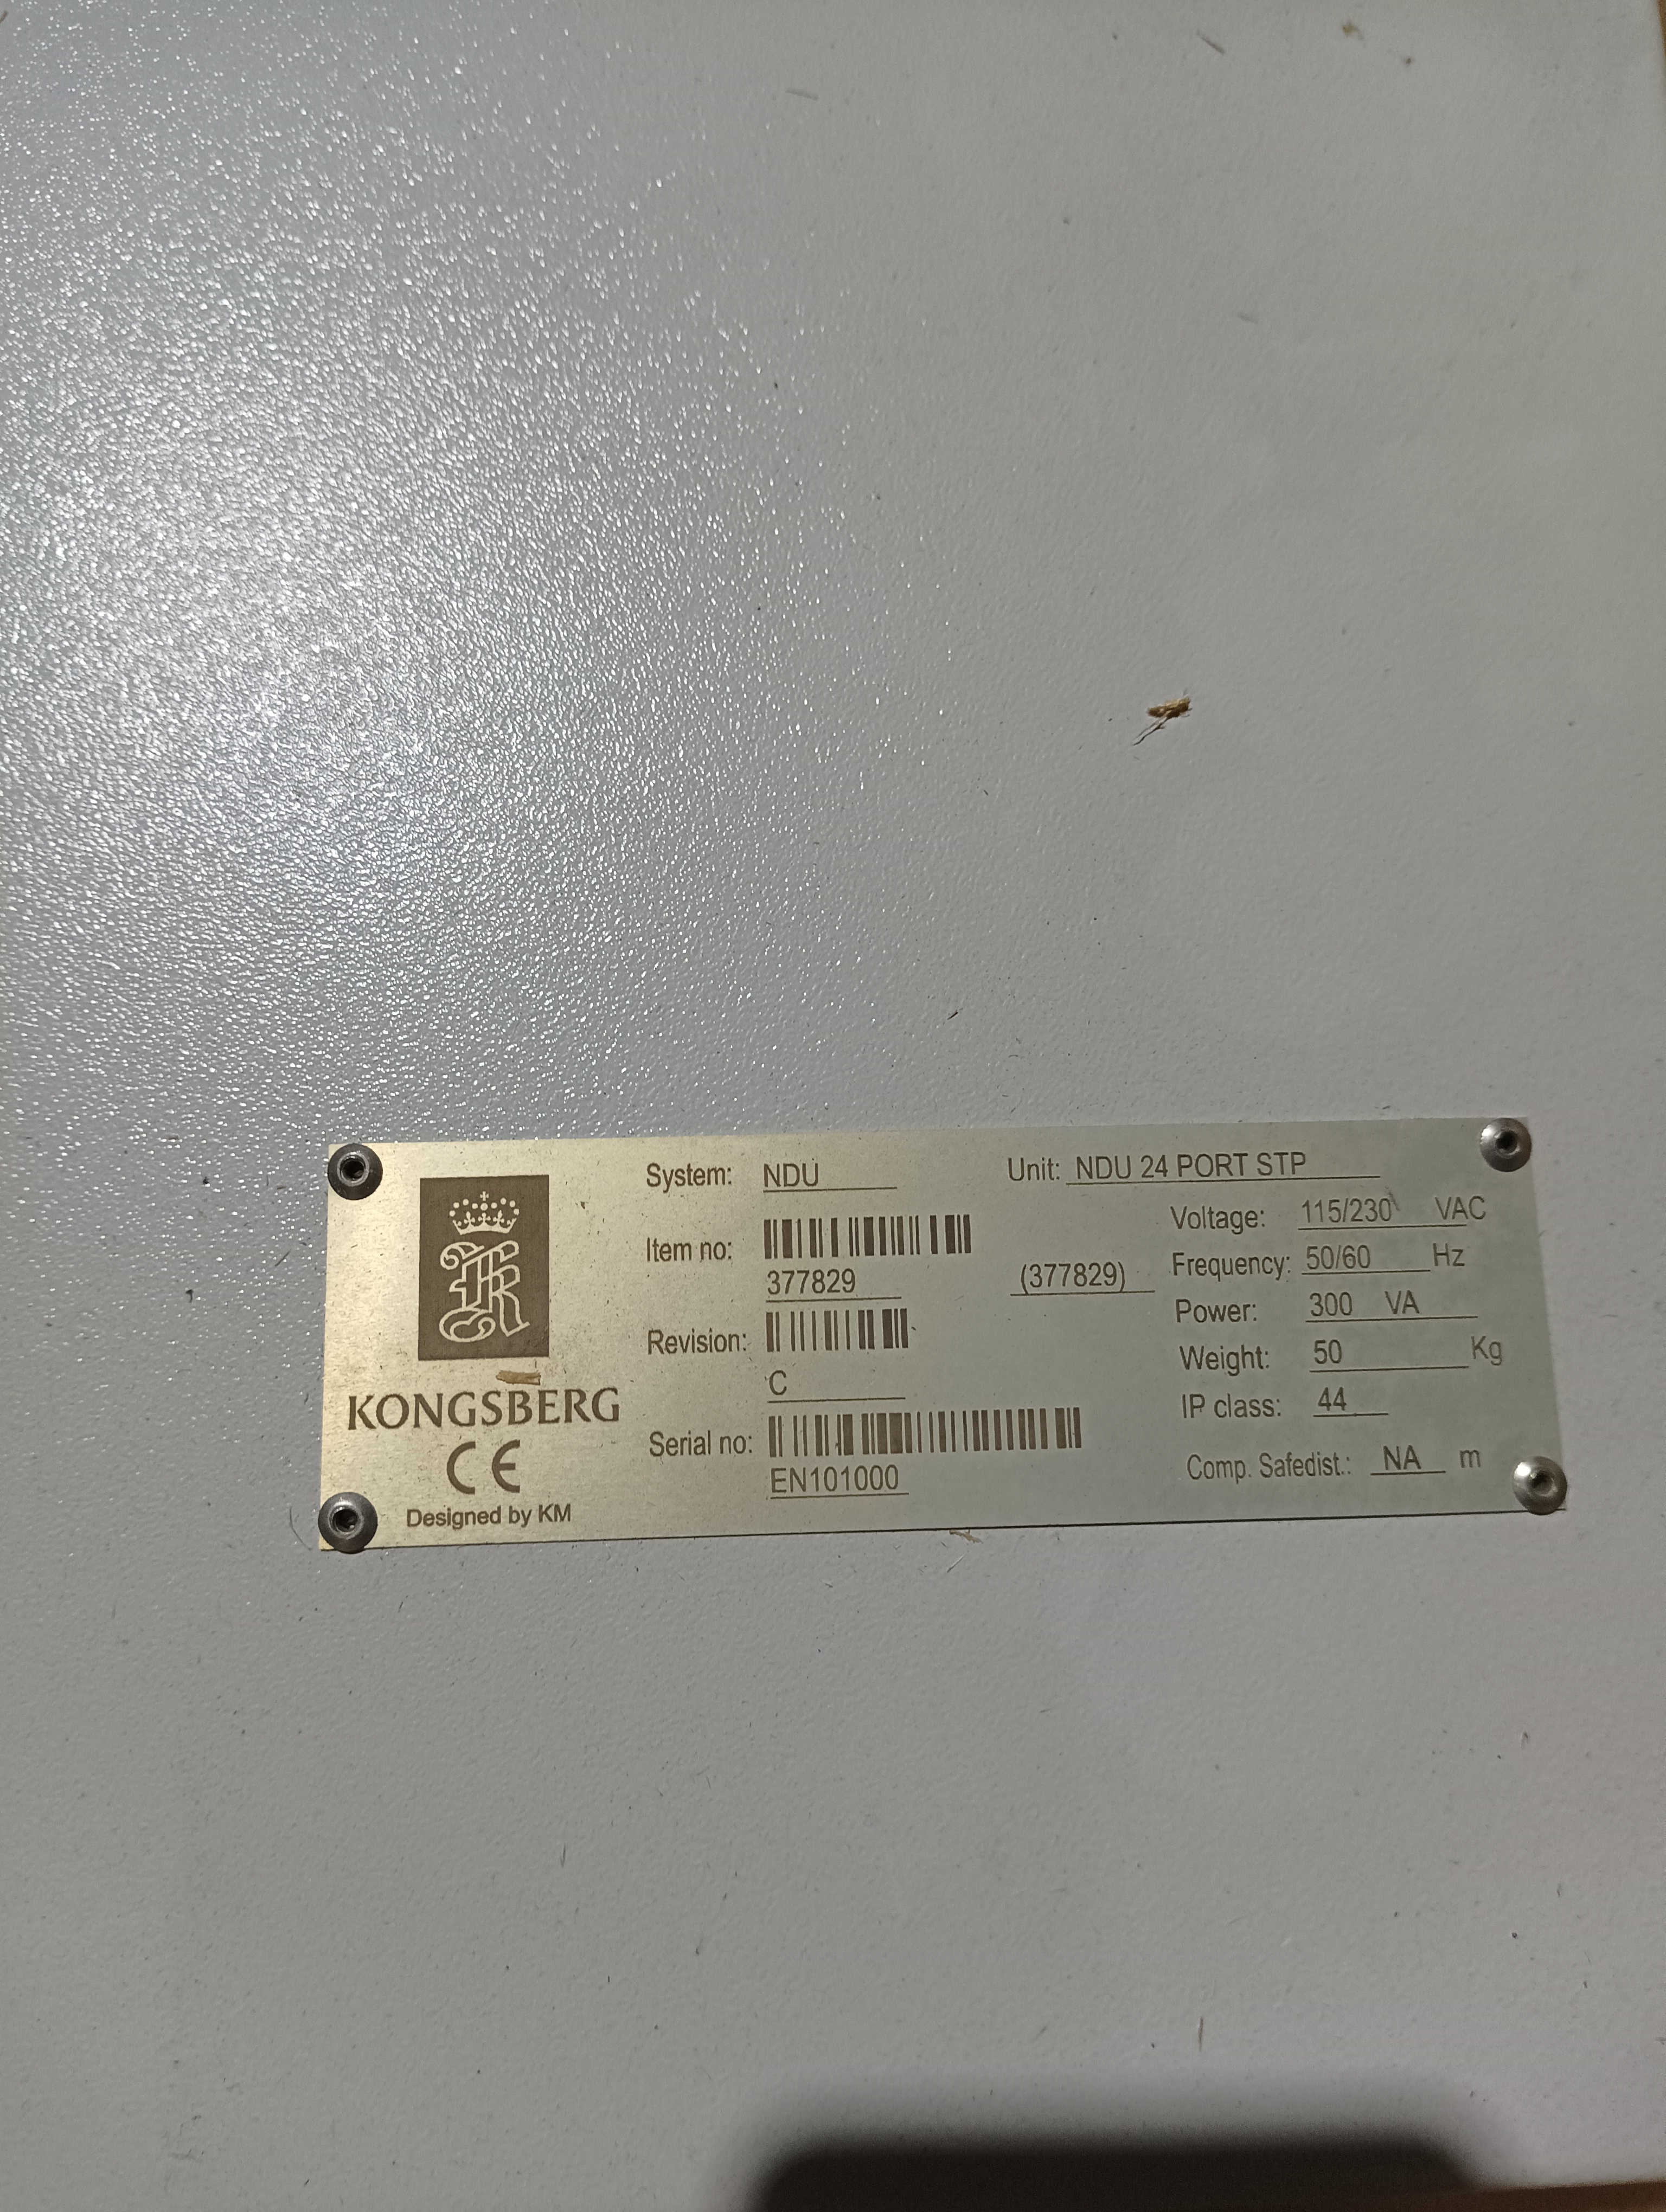 System: NDU Unit: NDU 24 PORT STP
Voltage: 115/230 VAC
Item no: 377829 (377829)
Frequency: 50/60 Hz
Power: 300 VA
Revision: C
Weight: 50 Kg
IP class: 44
Serial no: EN101000
Comp. Safedist.: NA m
KONGSBERG
CE
Designed by KM